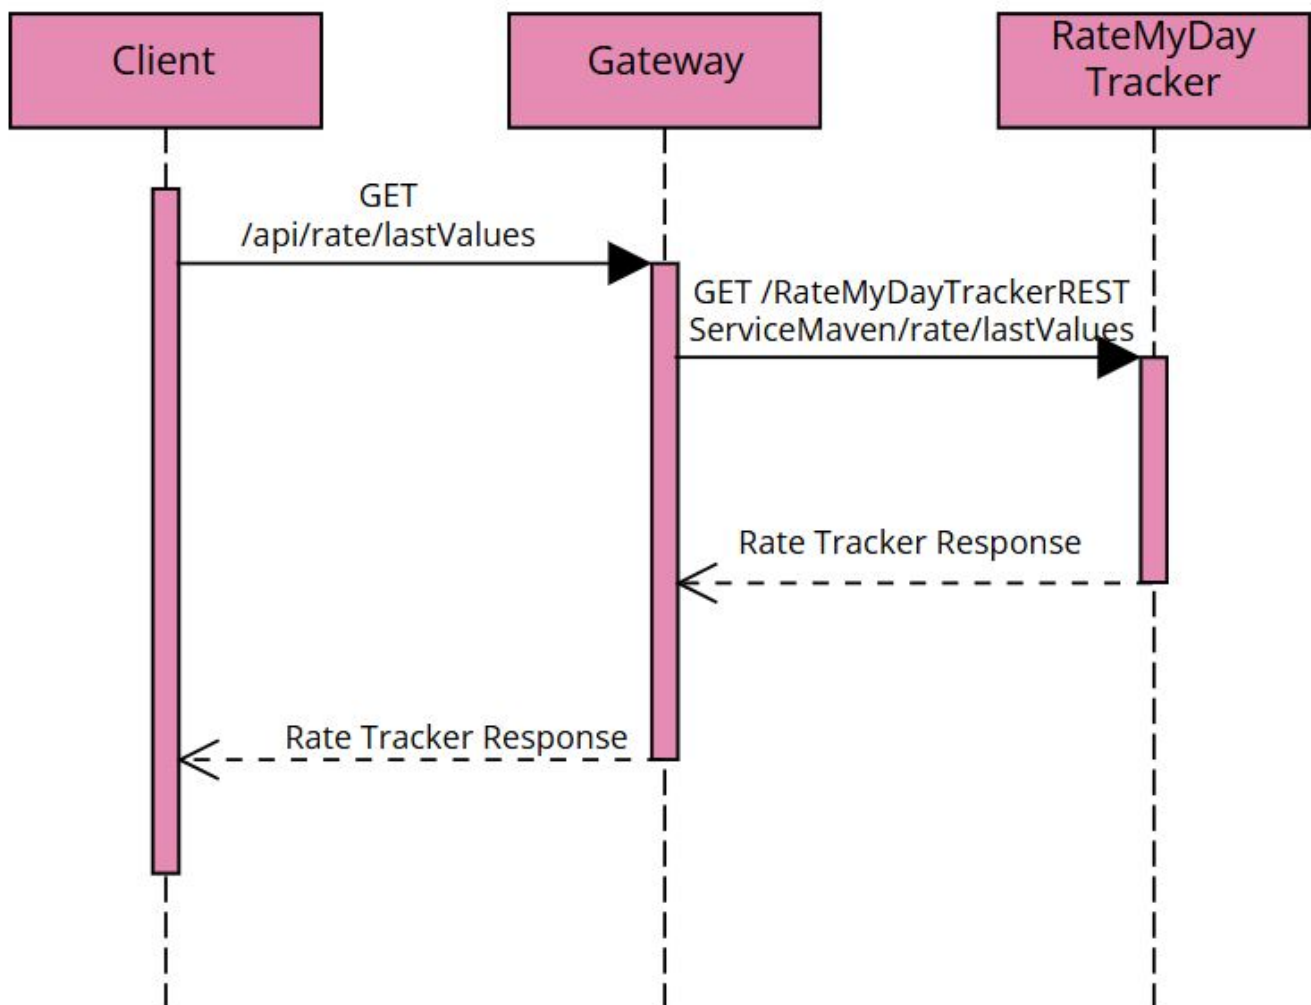 Client
Gateway
RateMyDay
Tracker
GET
/api/rate/lastValues
GET /RateMyDayTrackerREST
ServiceMaven/rate/lastValues
Rate Tracker Response
Rate Tracker Response